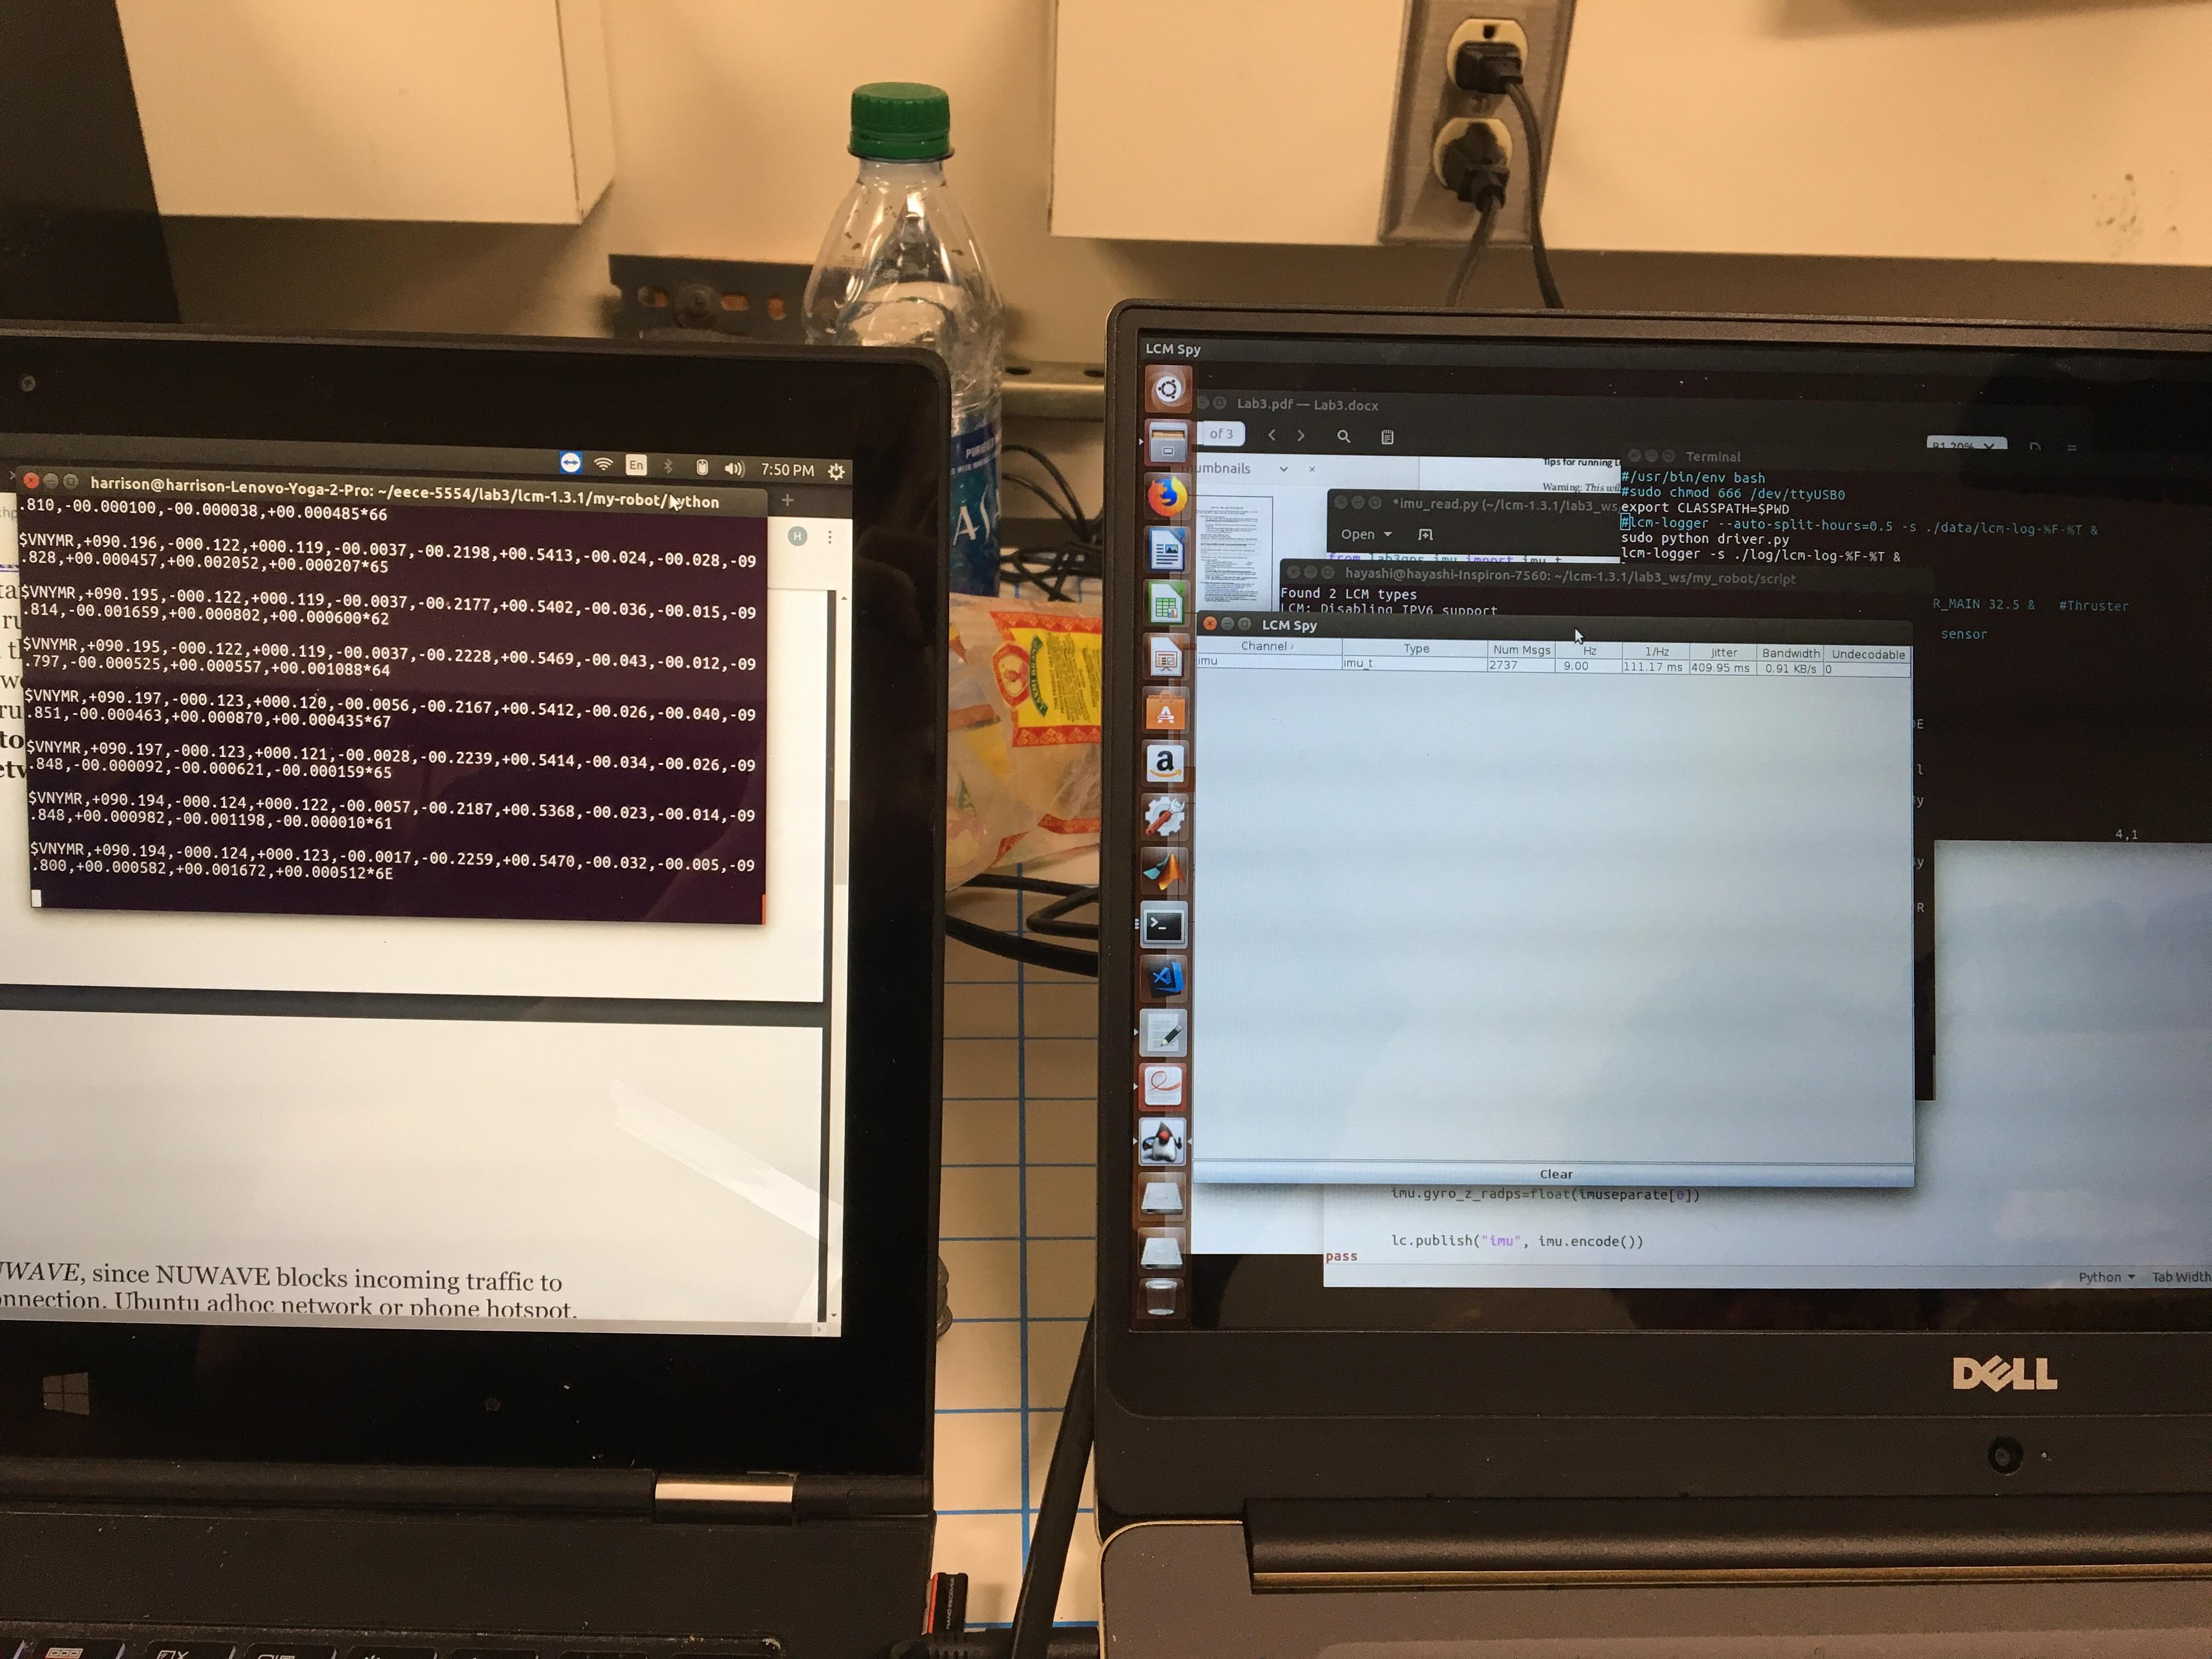 En
7:50 PM
harrison@harrison-Lenovo-Yoga-2-Pro: ~/eece-5554/lab3/lcm-1.3.1/my-robot/python
.810,-00.000100,-00.000038,+00.000485*66
$VNYMR,+090.196,-000.122,+000.119,-00.0037,-00.2198,+00.5413,-00.024,-00.028,-09
.828,+00.000457,+00.002052,+00.000207*65
$VNYMR,+090.195,-000.122,+000.119,-00.0037,-00.2177,+00.5402,-00.036,-00.015,-09
.814,-00.001659,+00.000802,+00.000600*62
$VNYMR,+090.195,-000.122,+000.119,-00.0037,-00.2228,+00.5469,-00.043,-00.012,-09
.797,-00.000525,+00.000557,+00.001088*64
$VNYMR,+090.197,-000.123,+000.120,-00.0056,-00.2167,+00.5412,-00.026,-00.040,-09
.851,-00.000463,+00.000870,+00.000435*67
$VNYMR,+090.197,-000.123,+000.121,-00.0028,-00.2239,+00.5414,-00.034,-00.026,-09
.848,-00.000092,-00.000621,-00.000159*65
$VNYMR,+090.194,-000.124,+000.122,-00.0057,-00.2187,+00.5368,-00.023,-00.014,-09
.848,+00.000982,-00.001198,-00.000010*61
$VNYMR,+090.194,-000.124,+000.123,-00.0017,-00.2259,+00.5470,-00.032,-00.005,-09
.800,+00.000582,+00.001672,+00.000512*6E
H
WAVE, since NUWAVE blocks incoming traffic to
nnection. Ubuntu adhoc network or phone hotspot.
LCM Spy
Lab3.pdf — Lab3.docx
of 3
81.20%
umbnails
Tips for running L
Warning: This wil
Terminal
#/usr/bin/env bash
#sudo chmod 666 /dev/ttyUSB0
export CLASSPATH=$PWD
#lcm-logger --auto-split-hours=0.5 -s ./data/lcm-log-%F-%T &
sudo python driver.py
lcm-logger -s ./log/lcm-log-%F-%T &
R_MAIN 32.5 & #Thruster
sensor
4,1
*imu_read.py (~/lcm-1.3.1/lab3_ws
Open
from lab3gps_imu import imu_t
hayashi@hayashi-Inspiron-7560: ~/lcm-1.3.1/lab3_ws/my_robot/script
Found 2 LCM types
LCM: Disabling IPV6 support
LCM Spy
Channel Type Num Msgs Hz 1/Hz Jitter Bandwidth Undecodable
imu imu_t 2737 9.00 111.17 ms 409.95 ms 0.91 KB/s 0
Clear
imu.gyro_z_radps=float(imuseparate[0])
lc.publish("imu", imu.encode())
pass
Python Tab Width
DELL